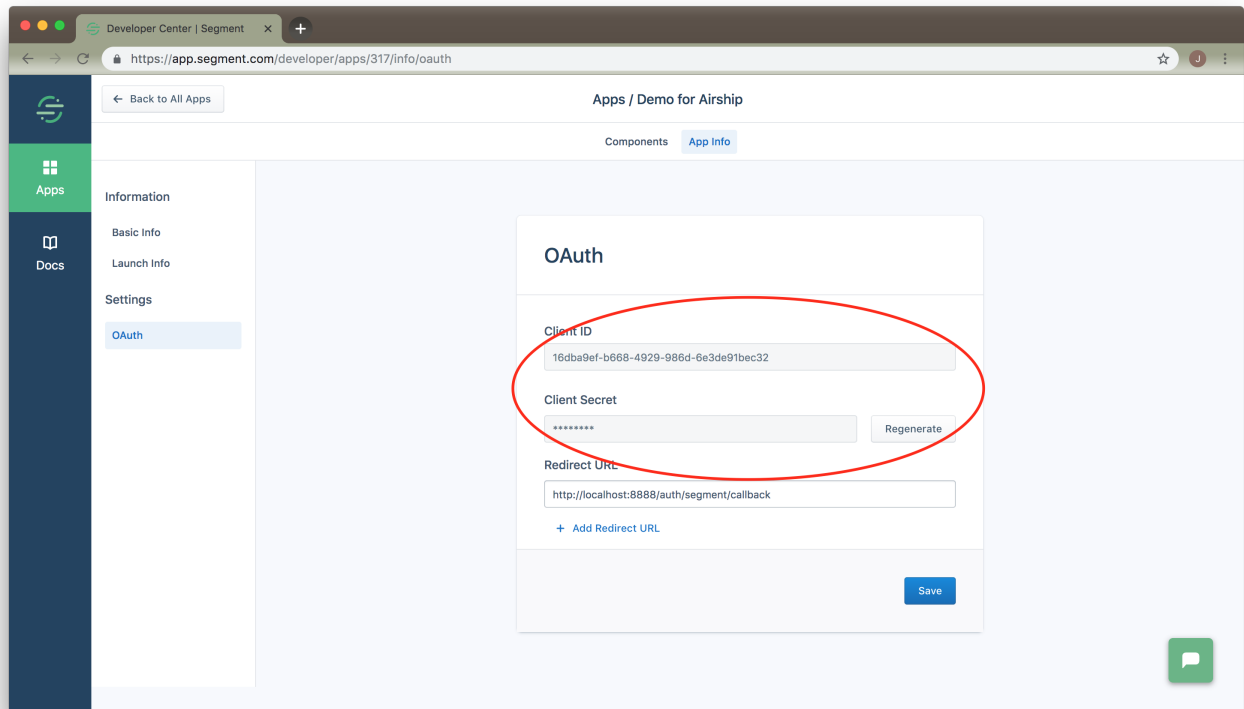 Developer Center | Segment
https://app.segment.com/developer/apps/317/info/oauth
J
Back to All Apps
Apps / Demo for Airship
Components App Info
Apps
Docs
Information
Basic Info
Launch Info
Settings
OAuth
OAuth
Client ID
16dba9ef-b668-4929-986d-6e3de91bec32
Client Secret
********
Regenerate
Redirect URL
http://localhost:8888/auth/segment/callback
+ Add Redirect URL
Save